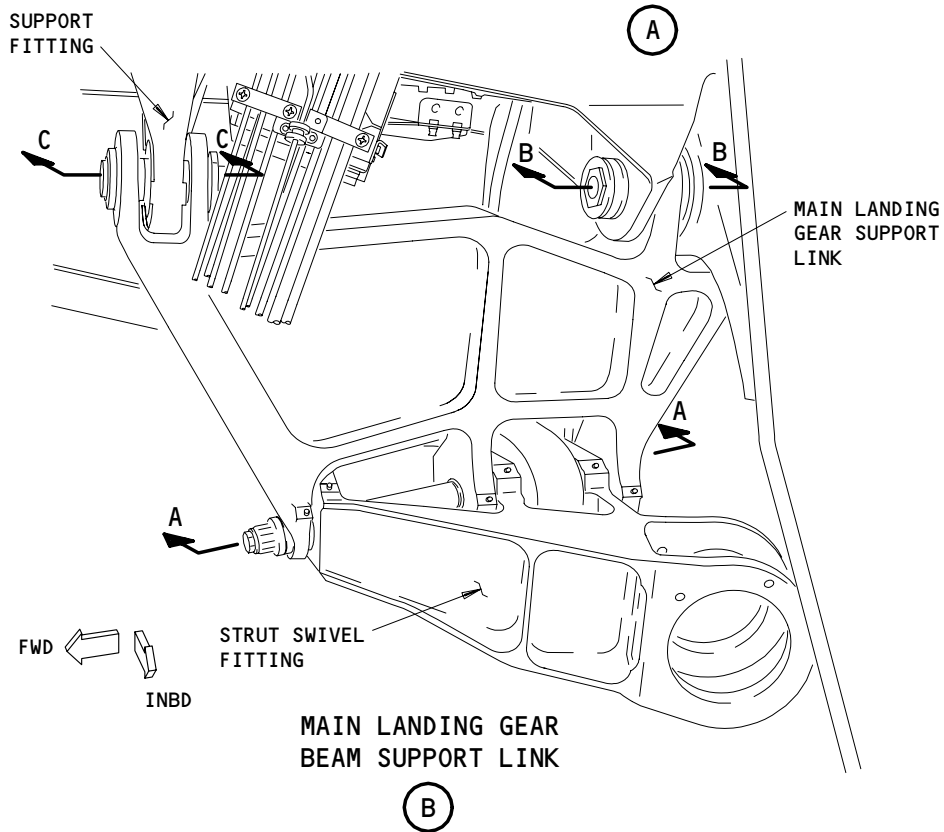 SUPPORT
FITTING
A
C
C
B
B
MAIN LANDING
GEAR SUPPORT
LINK
A
A
STRUT SWIVEL
FITTING
FWD
INBD
MAIN LANDING GEAR
BEAM SUPPORT LINK
B